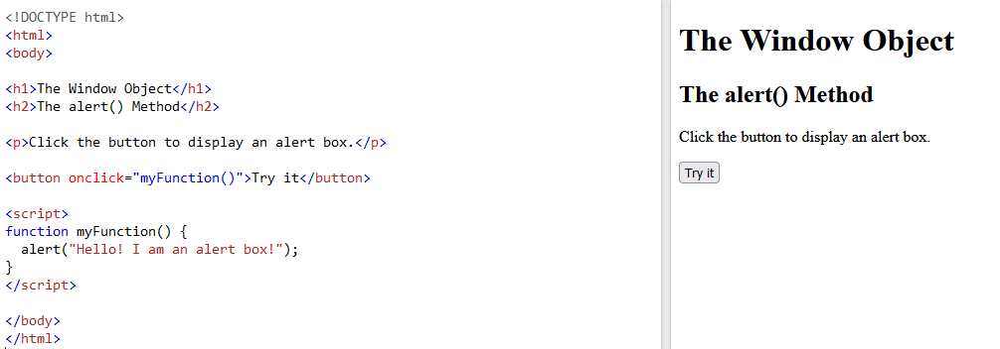 <!DOCTYPE html>
<html>
<body>

<h1>The Window Object</h1>
<h2>The alert() Method</h2>

<p>Click the button to display an alert box.</p>

<button onclick="myFunction()">Try it</button>

<script>
function myFunction() {
  alert("Hello! I am an alert box!");
}
</script>

</body>
</html>
The Window Object
The alert() Method
Click the button to display an alert box.
Try it